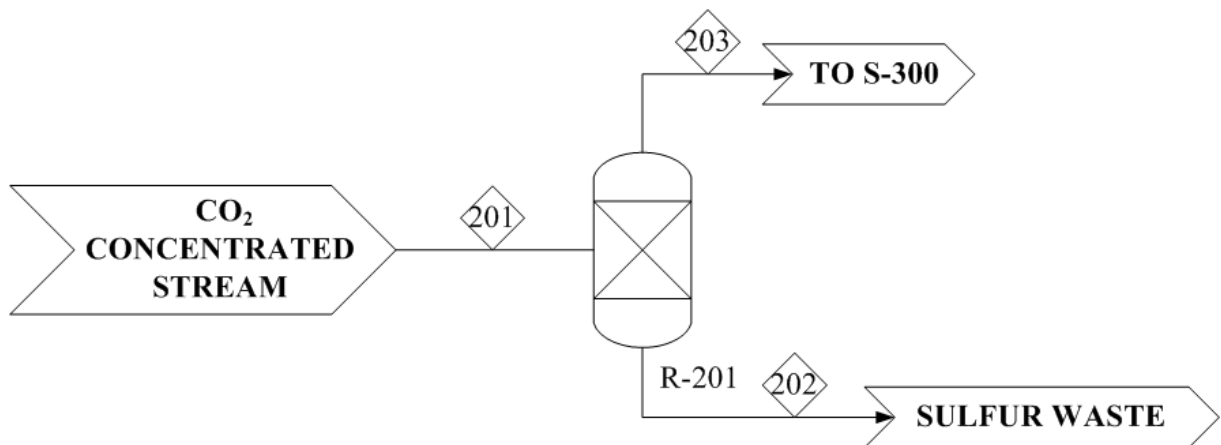 203
TO S-300
201
CO₂
CONCENTRATED
STREAM
R-201
202
SULFUR WASTE